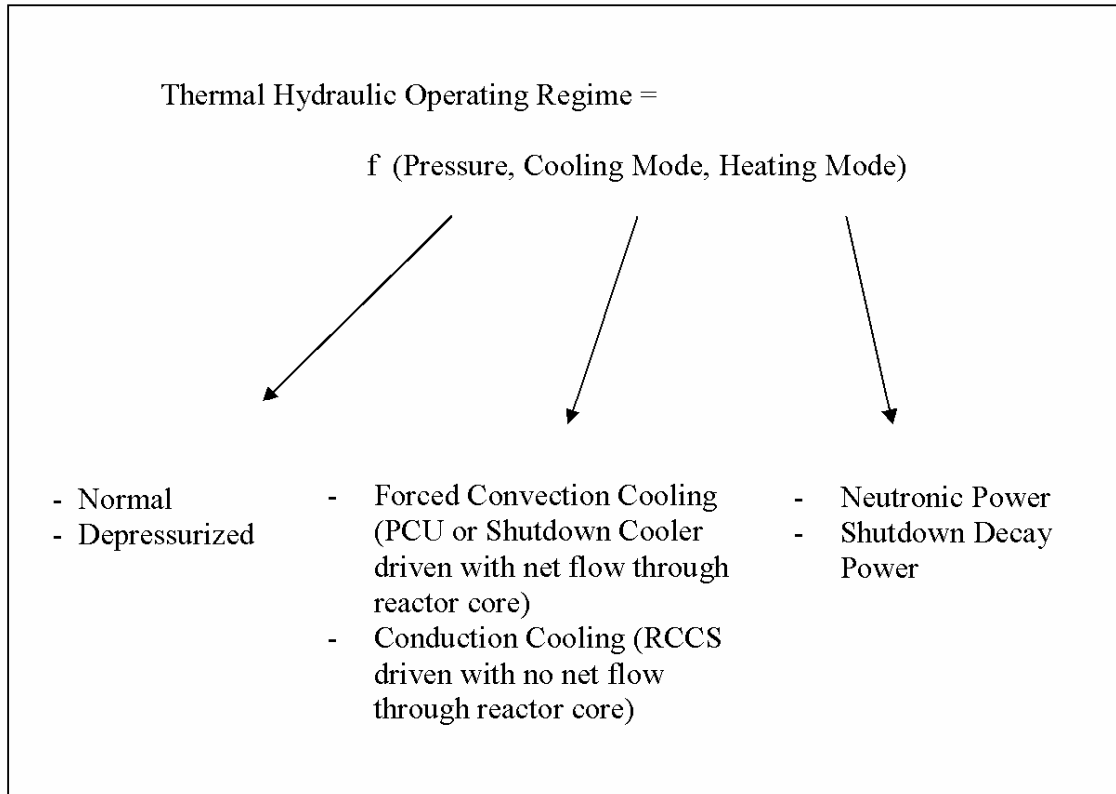 Thermal Hydraulic Operating Regime =
f (Pressure, Cooling Mode, Heating Mode)
- Normal
- Depressurized
- Forced Convection Cooling
(PCU or Shutdown Cooler
driven with net flow through
reactor core)
- Conduction Cooling (RCCS
driven with no net flow
through reactor core)
- Neutronic Power
- Shutdown Decay
Power